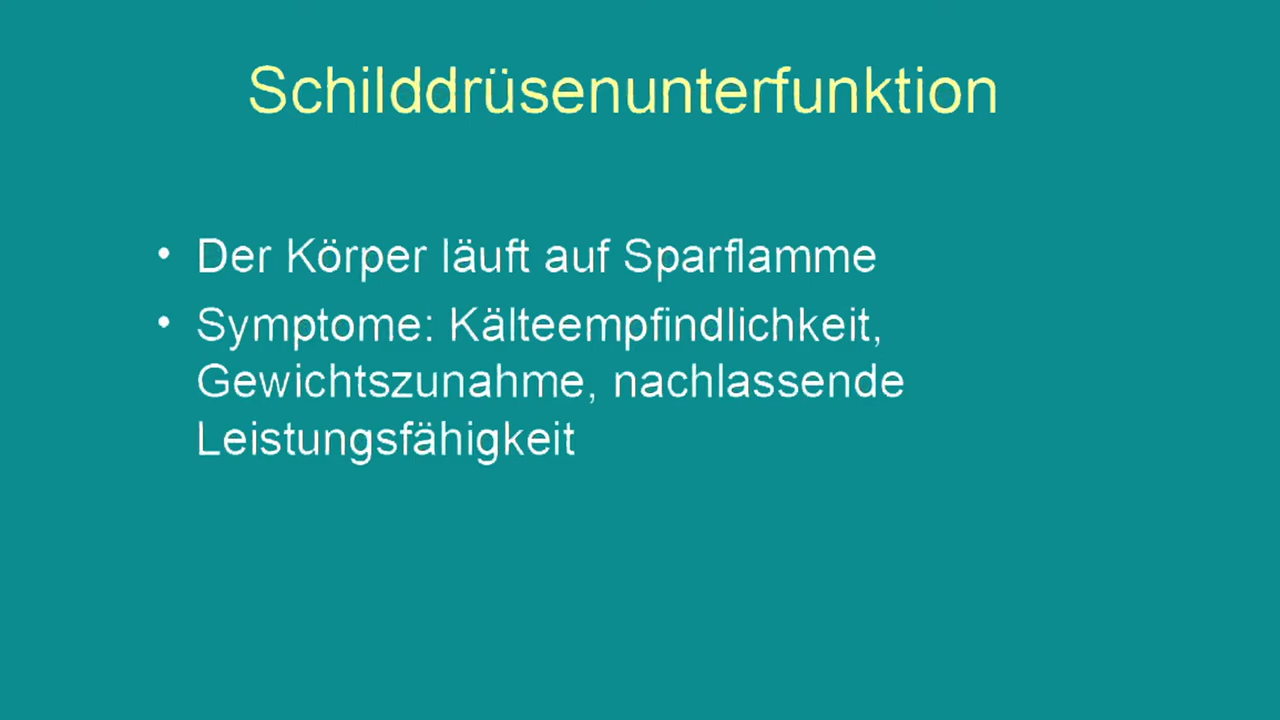 Schilddrüsenunterfunktion
• Der Körper läuft auf Sparflamme
• Symptome: Kälteempfindlichkeit,
Gewichtszunahme, nachlassende
Leistungsfähigkeit